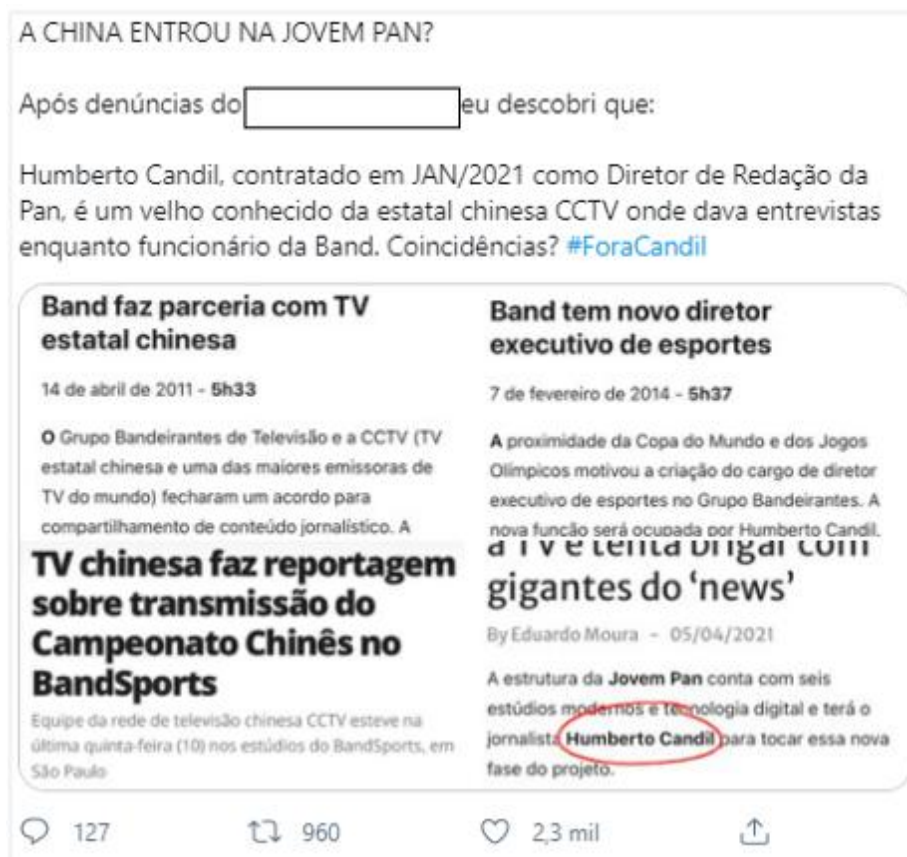 A CHINA ENTROU NA JOVEM PAN?
Após denúncias do
eu descobri que:
Humberto Candil, contratado em JAN/2021 como Diretor de Redação da
Pan, é um velho conhecido da estatal chinesa CCTV onde dava entrevistas
enquanto funcionário da Band. Coincidências? #ForaCandil
Band faz parceria com TV
estatal chinesa
14 de abril de 2011 - 5h33
O Grupo Bandeirantes de Televisão e a CCTV (TV
estatal chinesa e uma das maiores emissoras de
TV do mundo) fecharam um acordo para
compartilhamento de conteúdo jornalístico. A
Band tem novo diretor
executivo de esportes
7 de fevereiro de 2014 - 5h37
A proximidade da Copa do Mundo e dos Jogos
Olímpicos motivou a criação do cargo de diretor
executivo de esportes no Grupo Bandeirantes. A
nova função será ocupada por Humberto Candil.
TV chinesa faz reportagem
sobre transmissão do
Campeonato Chinês no
BandSports
Equipe da rede de televisão chinesa CCTV esteve na
última quinta-feira (10) nos estúdios do BandSports, em
São Paulo
a TV e tenta brigar com
gigantes do ‘news’
By Eduardo Moura - 05/04/2021
A estrutura da Jovem Pan conta com seis
estúdios modernos e tecnologia digital e terá o
jornalista Humberto Candil para tocar essa nova
fase do projeto.
127 960 2,3 mil